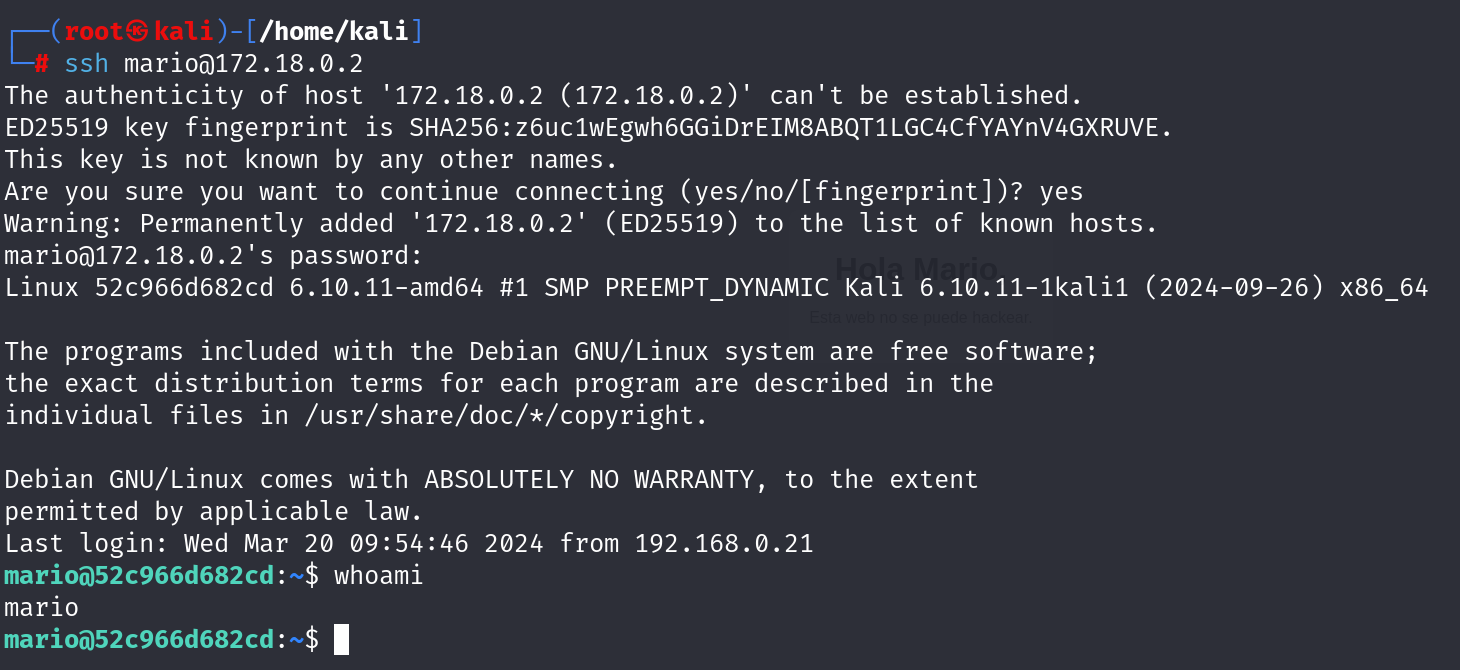 ┌──(root㉿kali)-[/home/kali]
└─# ssh mario@172.18.0.2
The authenticity of host '172.18.0.2 (172.18.0.2)' can't be established.
ED25519 key fingerprint is SHA256:z6uc1wEgwh6GGiDrEIM8ABQT1LGC4CfYAYnV4GXRUVE.
This key is not known by any other names.
Are you sure you want to continue connecting (yes/no/[fingerprint])? yes
Warning: Permanently added '172.18.0.2' (ED25519) to the list of known hosts.
mario@172.18.0.2's password:
Hola Mario
Linux 52c966d682cd 6.10.11-amd64 #1 SMP PREEMPT_DYNAMIC Kali 6.10.11-1kali1 (2024-09-26) x86_64
Esta web no se puede hackear.
The programs included with the Debian GNU/Linux system are free software;
the exact distribution terms for each program are described in the
individual files in /usr/share/doc/*/copyright.
Debian GNU/Linux comes with ABSOLUTELY NO WARRANTY, to the extent
permitted by applicable law.
Last login: Wed Mar 20 09:54:46 2024 from 192.168.0.21
mario@52c966d682cd:~$ whoami
mario
mario@52c966d682cd:~$